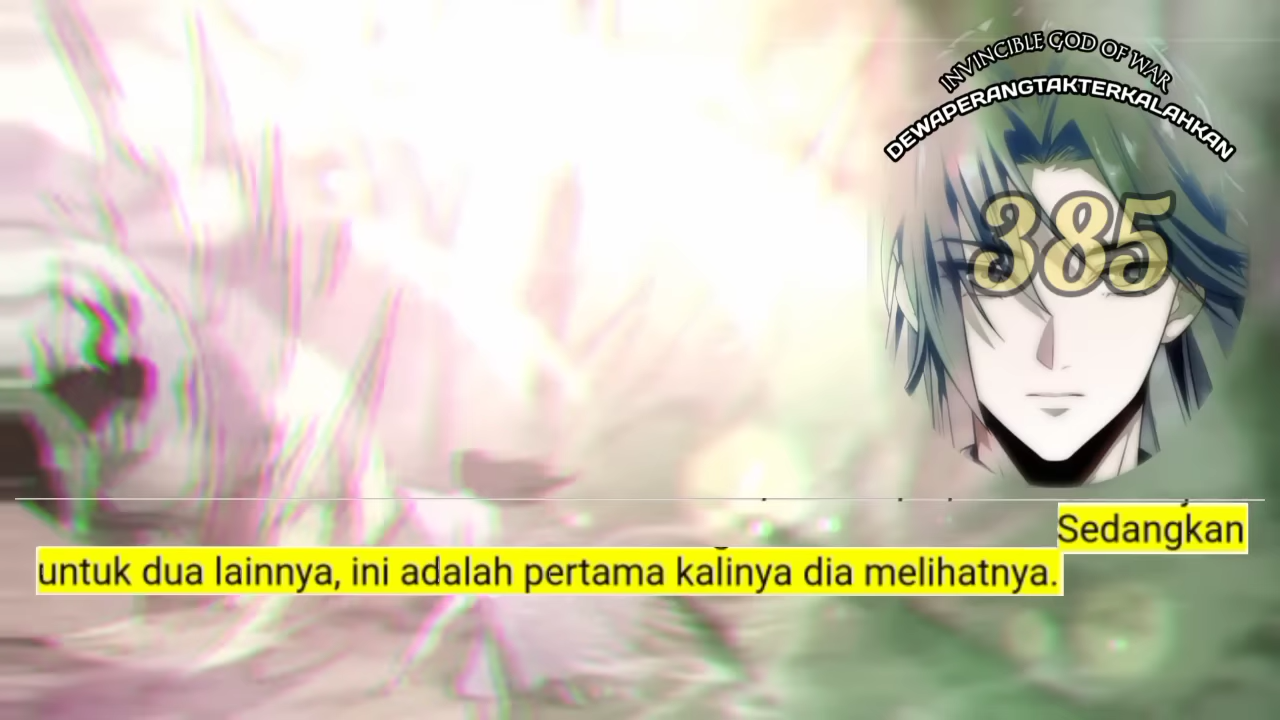 INVINCIBLE GOD OF WAR
DEWAPERANGTAKTERKALAHKAN
385
Sedangkan
untuk dua lainnya, ini adalah pertama kalinya dia melihatnya.